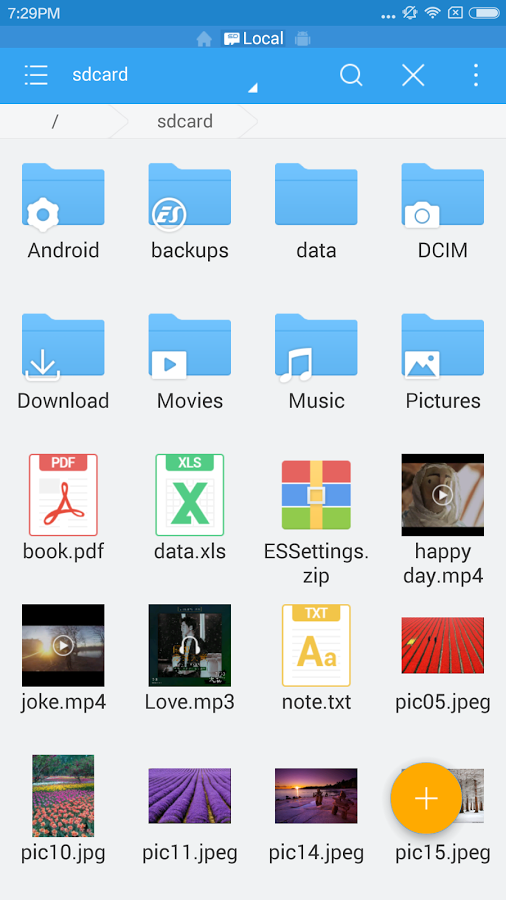 7:29PM
Local
sdcard
/ sdcard
Android backups data DCIM
ES
Download Movies Music Pictures
PDF XLS
book.pdf data.xls ESSettings. happy
zip day.mp4
TXT
Aa
joke.mp4 Love.mp3 note.txt pic05.jpeg
pic10.jpg pic11.jpeg pic14.jpeg pic15.jpeg